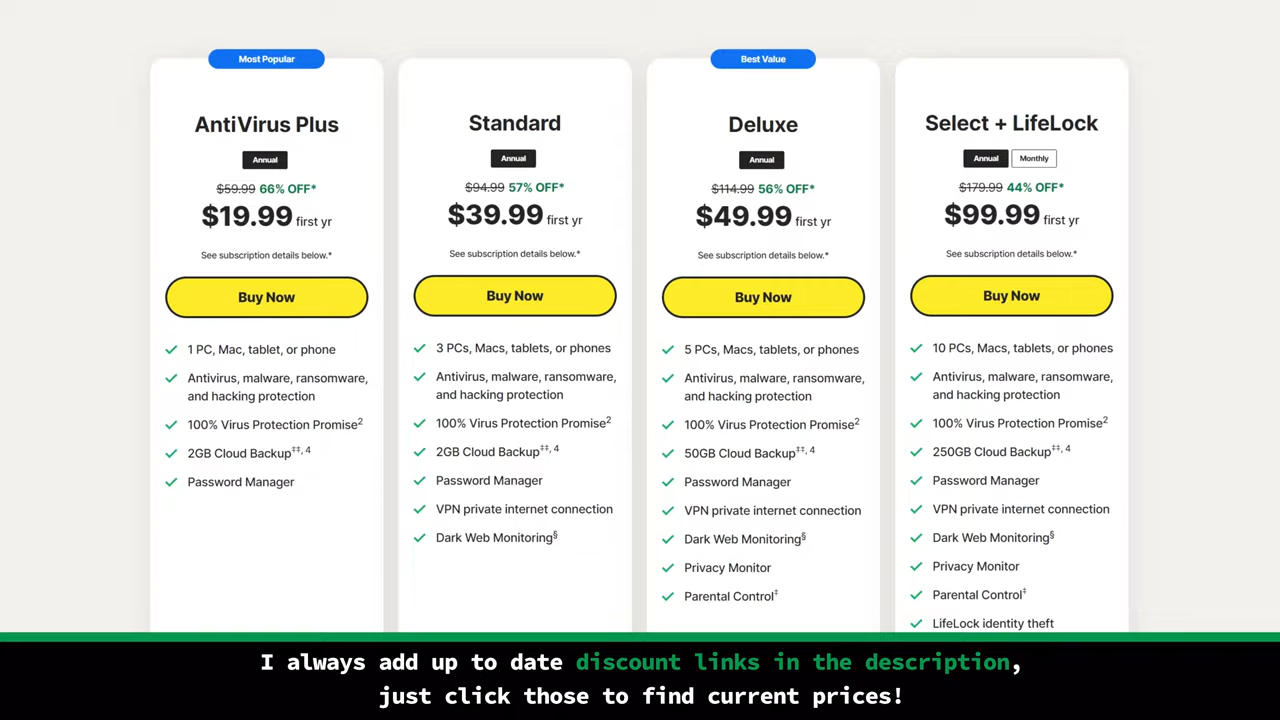 Most Popular
AntiVirus Plus
Annual
$59.99 66% OFF*
$19.99 first yr
See subscription details below.*
Buy Now
1 PC, Mac, tablet, or phone
Antivirus, malware, ransomware,
and hacking protection
100% Virus Protection Promise2
2GB Cloud Backup‡‡, 4
Password Manager
Standard
Annual
$94.99 57% OFF*
$39.99 first yr
See subscription details below.*
Buy Now
3 PCs, Macs, tablets, or phones
Antivirus, malware, ransomware,
and hacking protection
100% Virus Protection Promise2
2GB Cloud Backup‡‡, 4
Password Manager
VPN private internet connection
Dark Web Monitoring§
Best Value
Deluxe
Annual
$114.99 56% OFF*
$49.99 first yr
See subscription details below.*
Buy Now
5 PCs, Macs, tablets, or phones
Antivirus, malware, ransomware,
and hacking protection
100% Virus Protection Promise2
50GB Cloud Backup‡‡, 4
Password Manager
VPN private internet connection
Dark Web Monitoring§
Privacy Monitor
Parental Control‡
Select + LifeLock
Annual Monthly
$179.99 44% OFF*
$99.99 first yr
See subscription details below.*
Buy Now
10 PCs, Macs, tablets, or phones
Antivirus, malware, ransomware,
and hacking protection
100% Virus Protection Promise2
250GB Cloud Backup‡‡, 4
Password Manager
VPN private internet connection
Dark Web Monitoring§
Privacy Monitor
Parental Control‡
LifeLock identity theft
I always add up to date discount links in the description,
just click those to find current prices!